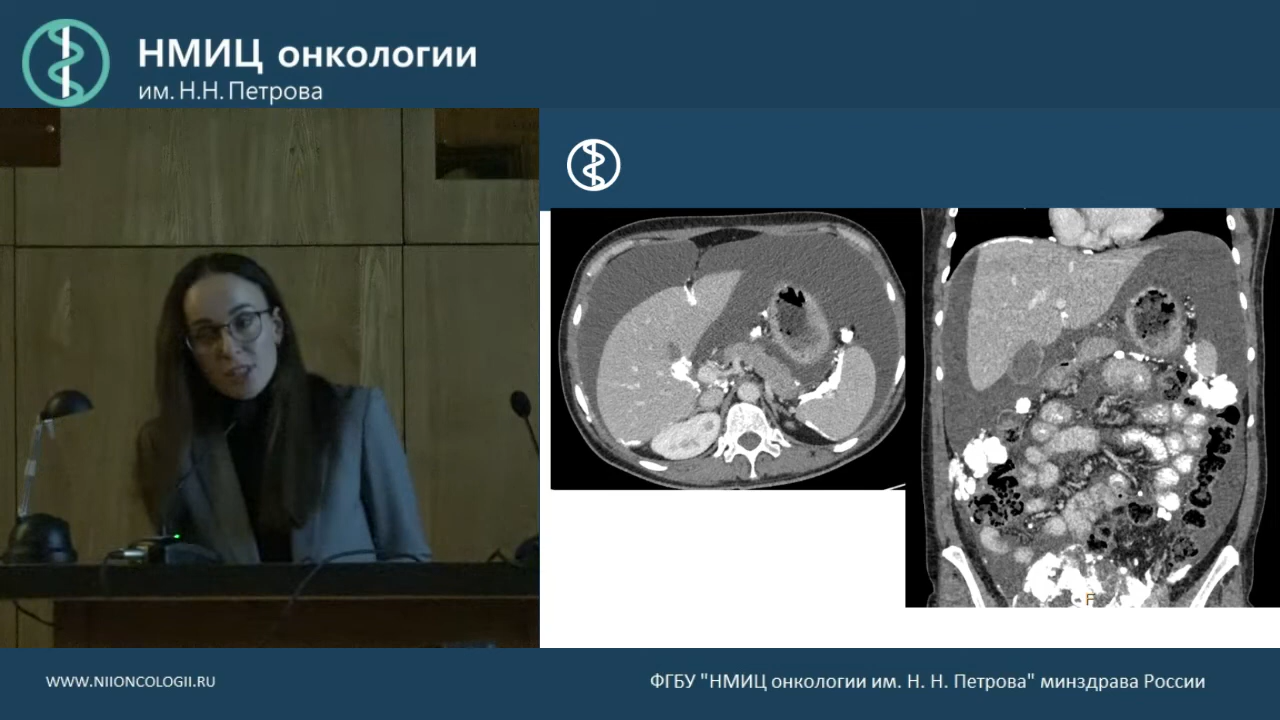 НМИЦ онкологии
им. Н.Н. Петрова
F
WWW.NIIONCOLOGII.RU
ФГБУ "НМИЦ онкологии им. Н. Н. Петрова" минздрава России